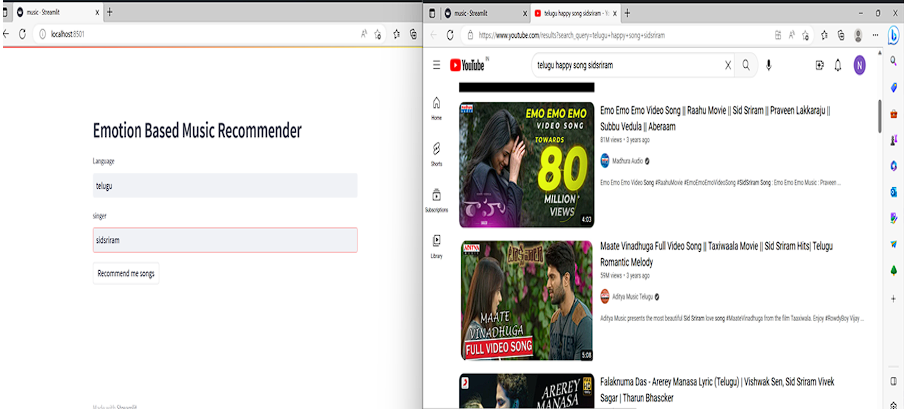 music · Streamlit
localhost:8501
Emotion Based Music Recommender
Language
telugu
singer
sidsriram
Recommend me songs
Made with Streamlit
music · Streamlit
telugu happy song sidsriram - Yo
https://www.youtube.com/results?search_query=telugu+happy+song+sidsriram
YouTube IN
telugu happy song sidsriram
N
Home
Shorts
Subscriptions
Library
EMO EMO EMO
VIDEO SONG
TOWARDS
80
MILLION
VIEWS
4:03
Emo Emo Emo Video Song || Raahu Movie || Sid Sriram || Praveen Lakkaraju ||
Subbu Vedula || Aberaam
81M views • 3 years ago
Madhura Audio
Emo Emo Emo Video Song #RaahuMovie #EmoEmoEmoVideoSong #SidSriram Song : Emo Emo Emo Music : Praveen ...
ADITYA
MAATE
VINADHUGA
FULL VIDEO SONG
5:08
Maate Vinadhuga Full Video Song || Taxiwaala Movie || Sid Sriram Hits| Telugu
Romantic Melody
59M views • 3 years ago
Aditya Music Telugu
Aditya Music presents the most beautiful Sid Sriram love song #MaateVinadhuga from the film Taxiwaala. Enjoy #RowdyBoy Vijay ...
AREREY
MANASA
Falaknuma Das - Arerey Manasa Lyric (Telugu) | Vishwak Sen, Sid Sriram Vivek
Sagar | Tharun Bhascker